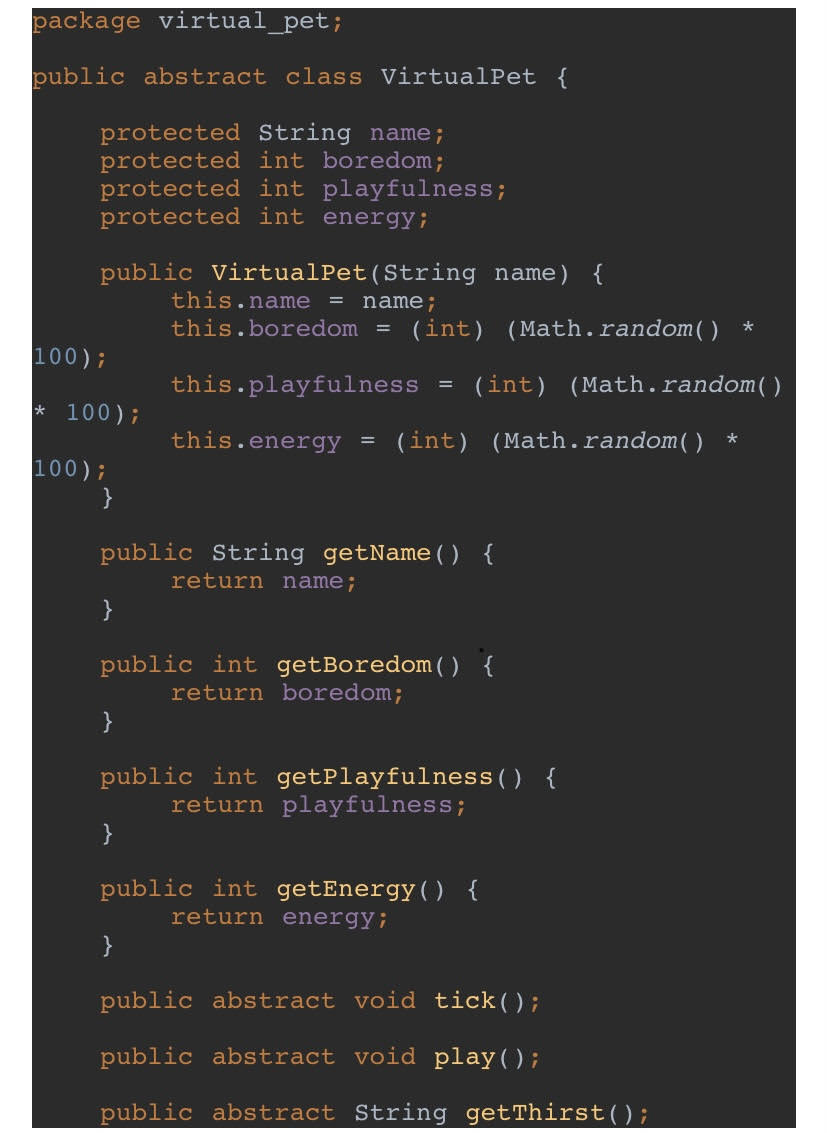 package virtual_pet;
public abstract class VirtualPet {
protected String name;
protected int boredom;
protected int playfulness;
protected int energy;
public VirtualPet(String name) {
this.name = name;
this.boredom = (int) (Math.random() *
100);
this.playfulness = (int) (Math.random()
* 100);
this.energy = (int) (Math.random() *
100);
}
public String getName() {
return name;
}
public int getBoredom() {
return boredom;
}
public int getPlayfulness() {
return playfulness;
}
public int getEnergy() {
return energy;
}
public abstract void tick();
public abstract void play();
public abstract String getThirst();